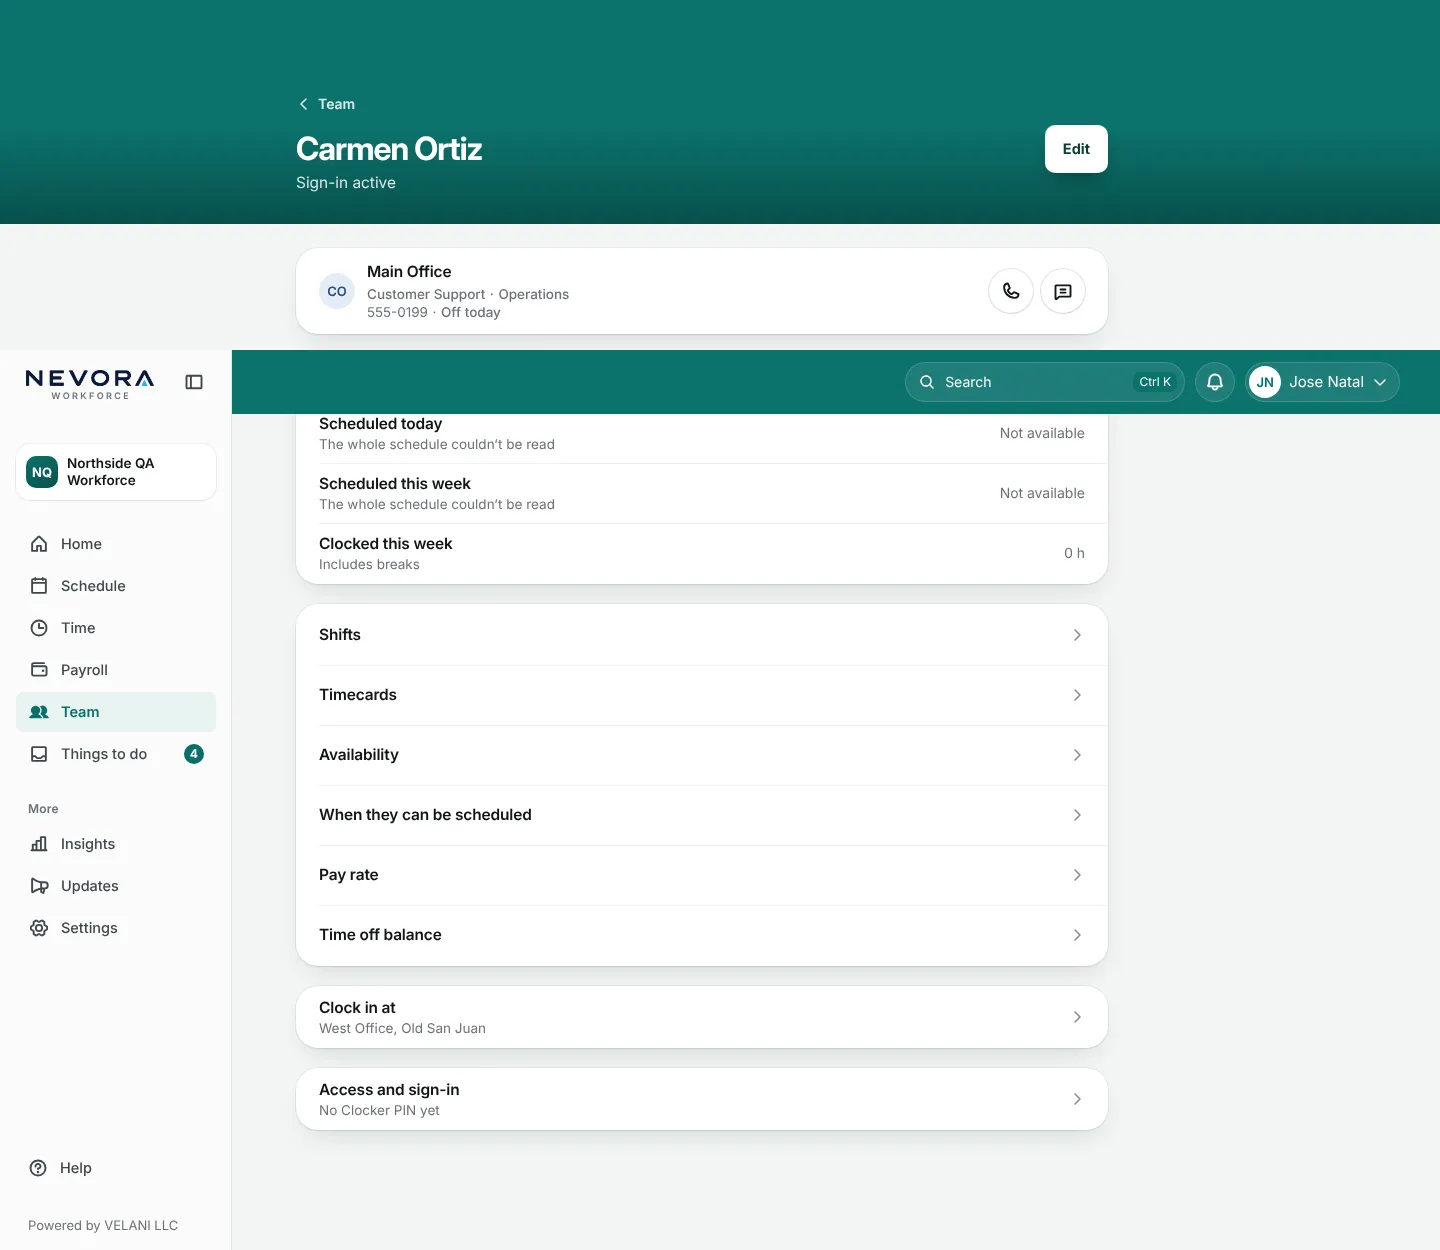 Team
Carmen Ortiz
Edit
Sign-in active
CO
Main Office
Customer Support · Operations
555-0199 · Off today
NEVORA
WORKFORCE
Search
Ctrl K
JN
Jose Natal
NQ
Northside QA
Workforce
Home
Schedule
Time
Payroll
Team
Things to do
4
More
Insights
Updates
Settings
Help
Powered by VELANI LLC
Scheduled today
The whole schedule couldn’t be read
Not available
Scheduled this week
The whole schedule couldn’t be read
Not available
Clocked this week
Includes breaks
0 h
Shifts
Timecards
Availability
When they can be scheduled
Pay rate
Time off balance
Clock in at
West Office, Old San Juan
Access and sign-in
No Clocker PIN yet